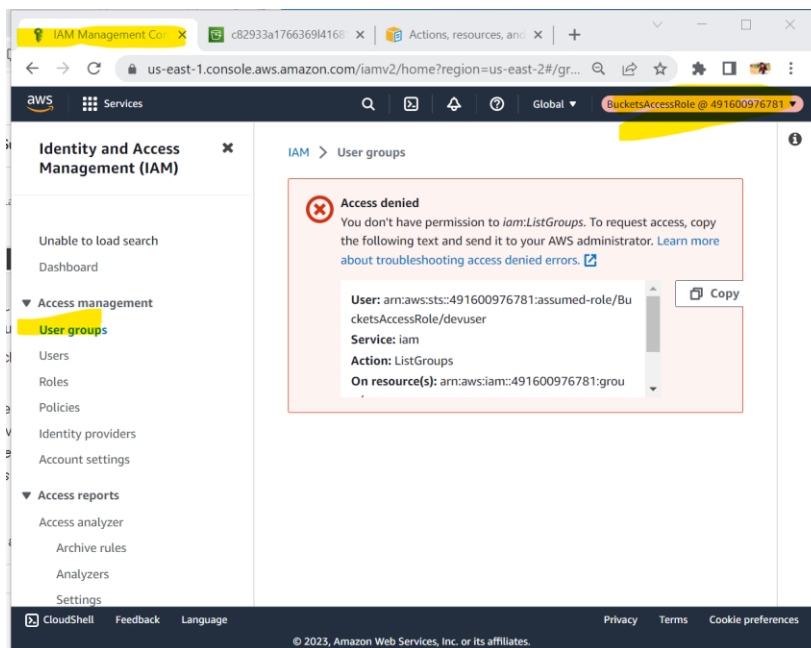 IAM Management Con
c82933a1766369l4168
Actions, resources, and
us-east-1.console.aws.amazon.com/iamv2/home?region=us-east-2#/gr...
aws
Services
Global
BucketsAccessRole @ 491600976781
Identity and Access
Management (IAM)
Unable to load search
Dashboard
Access management
User groups
Users
Roles
Policies
Identity providers
Account settings
Access reports
Access analyzer
Archive rules
Analyzers
Settings
IAM > User groups
Access denied
You don't have permission to iam:ListGroups. To request access, copy
the following text and send it to your AWS administrator. Learn more
about troubleshooting access denied errors.
User: arn:aws:sts::491600976781:assumed-role/Bu
cketsAccessRole/devuser
Service: iam
Action: ListGroups
On resource(s): arn:aws:iam::491600976781:grou
Copy
CloudShell Feedback Language
Privacy Terms Cookie preferences
© 2023, Amazon Web Services, Inc. or its affiliates.